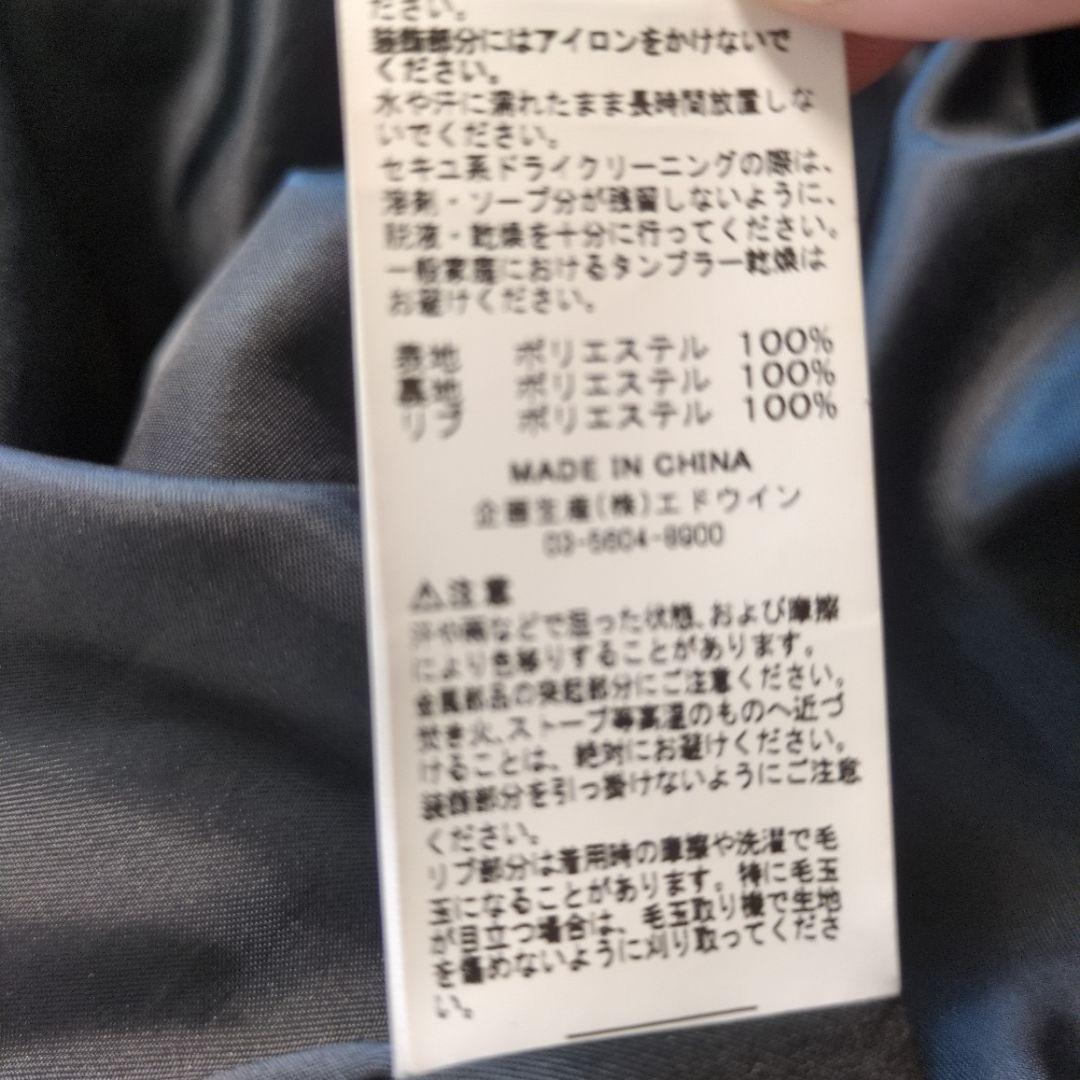 ださい。
装飾部分にはアイロンをかけないで
ください。
水や汗に濡れたまま長時間放置しな
いでください。
セキユ系ドライクリーニングの際は、
溶剤・ソープ分が残留しないように、
脱液・乾燥を十分に行ってください。
一般家庭におけるタンブラー乾燥は
お避けください。
表地 ポリエステル 100%
裏地 ポリエステル 100%
リブ ポリエステル 100%
MADE IN CHINA
企画生産(株)エドウイン
03-5604-8900
⚠注意
汗や雨などで湿った状態、および摩擦
により色移りすることがあります。
金属部品の突起部分にご注意ください。
焚き火、ストーブ等高温のものへ近づ
けることは、絶対にお避けください。
装飾部分を引っ掛けないようにご注意
ください。
リブ部分は着用時の摩擦や洗濯で毛
玉になることがあります。特に毛玉
が目立つ場合は、毛玉取り機で生地
を傷めないように刈り取ってくださ
い。